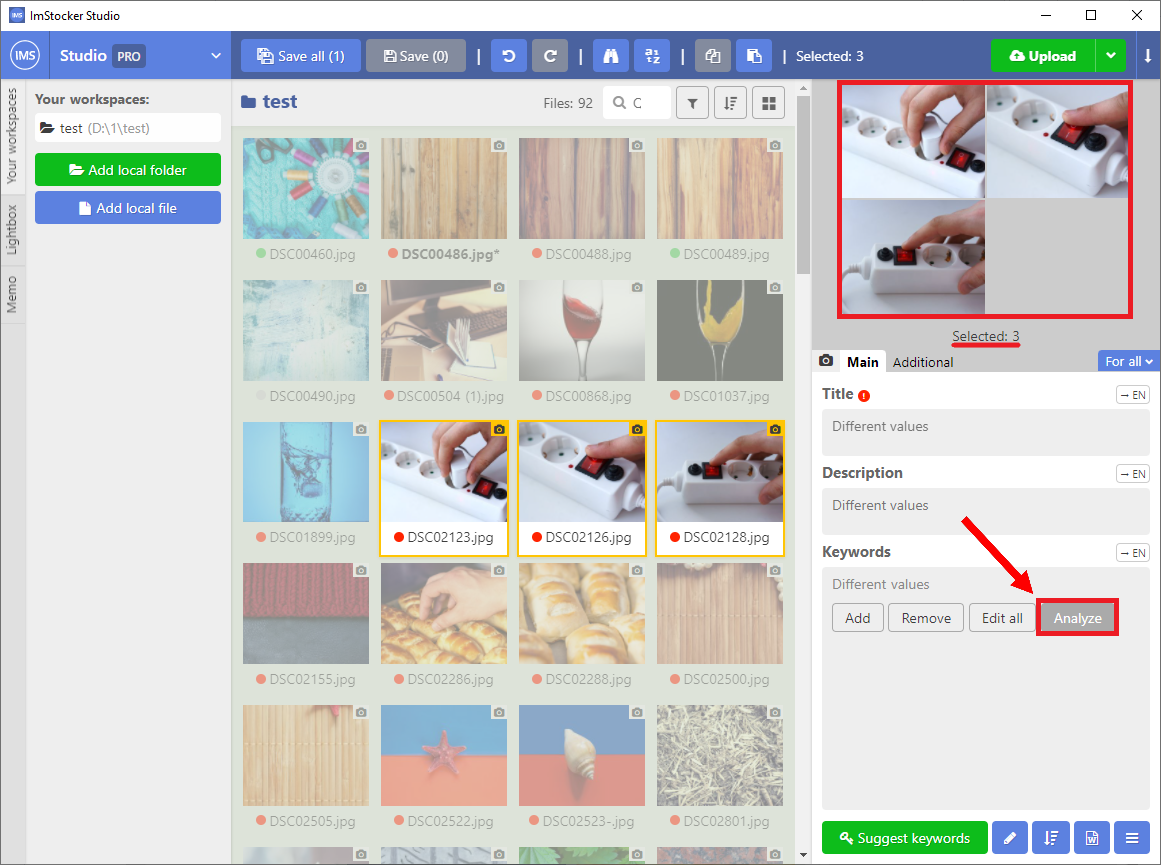 ImStocker Studio
IMS Studio PRO
Save all (1)
Save (0)
Selected: 3
Upload
Your workspaces
Lightbox
Memo
Your workspaces:
test (D:\1\test)
Add local folder
Add local file
test
Files: 92
C
DSC00460.jpg
DSC00486.jpg*
DSC00488.jpg
DSC00489.jpg
DSC00490.jpg
DSC00504 (1).jpg
DSC00868.jpg
DSC01037.jpg
DSC01899.jpg
DSC02123.jpg
DSC02126.jpg
DSC02128.jpg
DSC02155.jpg
DSC02286.jpg
DSC02288.jpg
DSC02500.jpg
DSC02505.jpg
DSC02522.jpg
DSC02523-.jpg
DSC02801.jpg
Selected: 3
Main
Additional
For all
Title
→ EN
Different values
Description
→ EN
Different values
Keywords
→ EN
Different values
Add
Remove
Edit all
Analyze
Suggest keywords